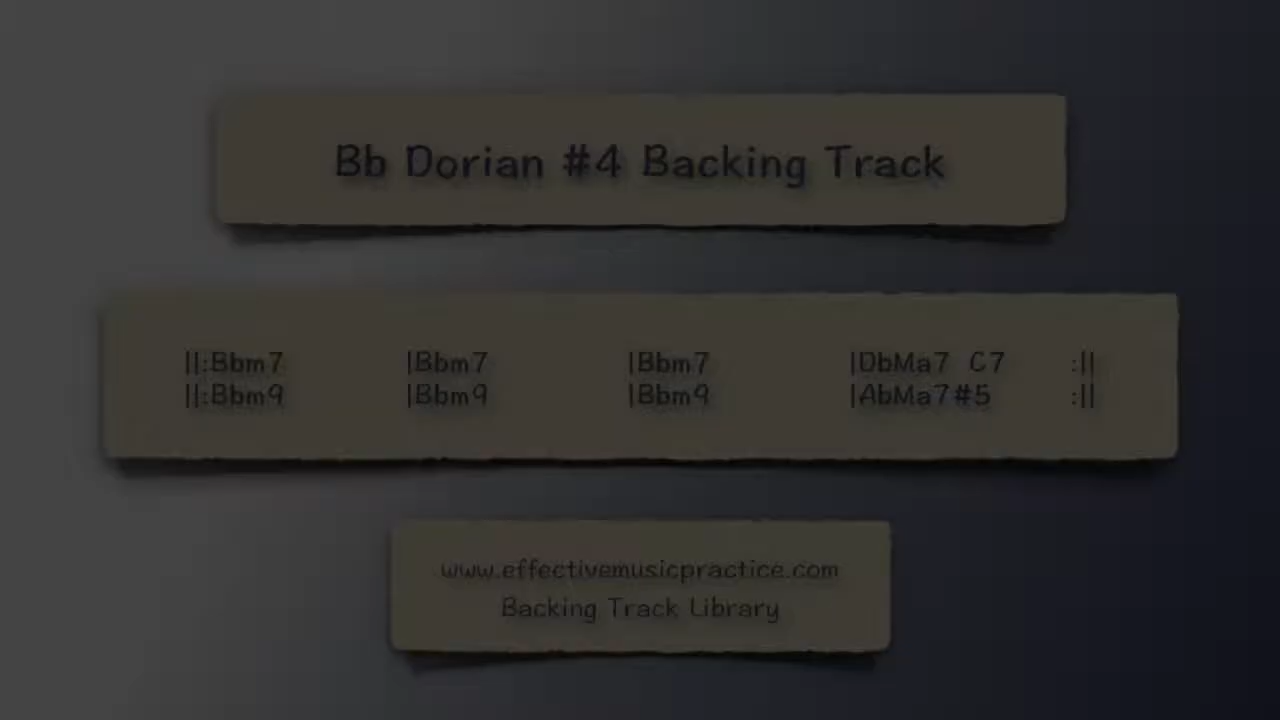 Bb Dorian #4 Backing Track
||:Bbm7 |Bbm7 |Bbm7 |DbMa7 C7 :||
||:Bbm9 |Bbm9 |Bbm9 |AbMa7#5 :||
www.effectivemusicpractice.com
Backing Track Library